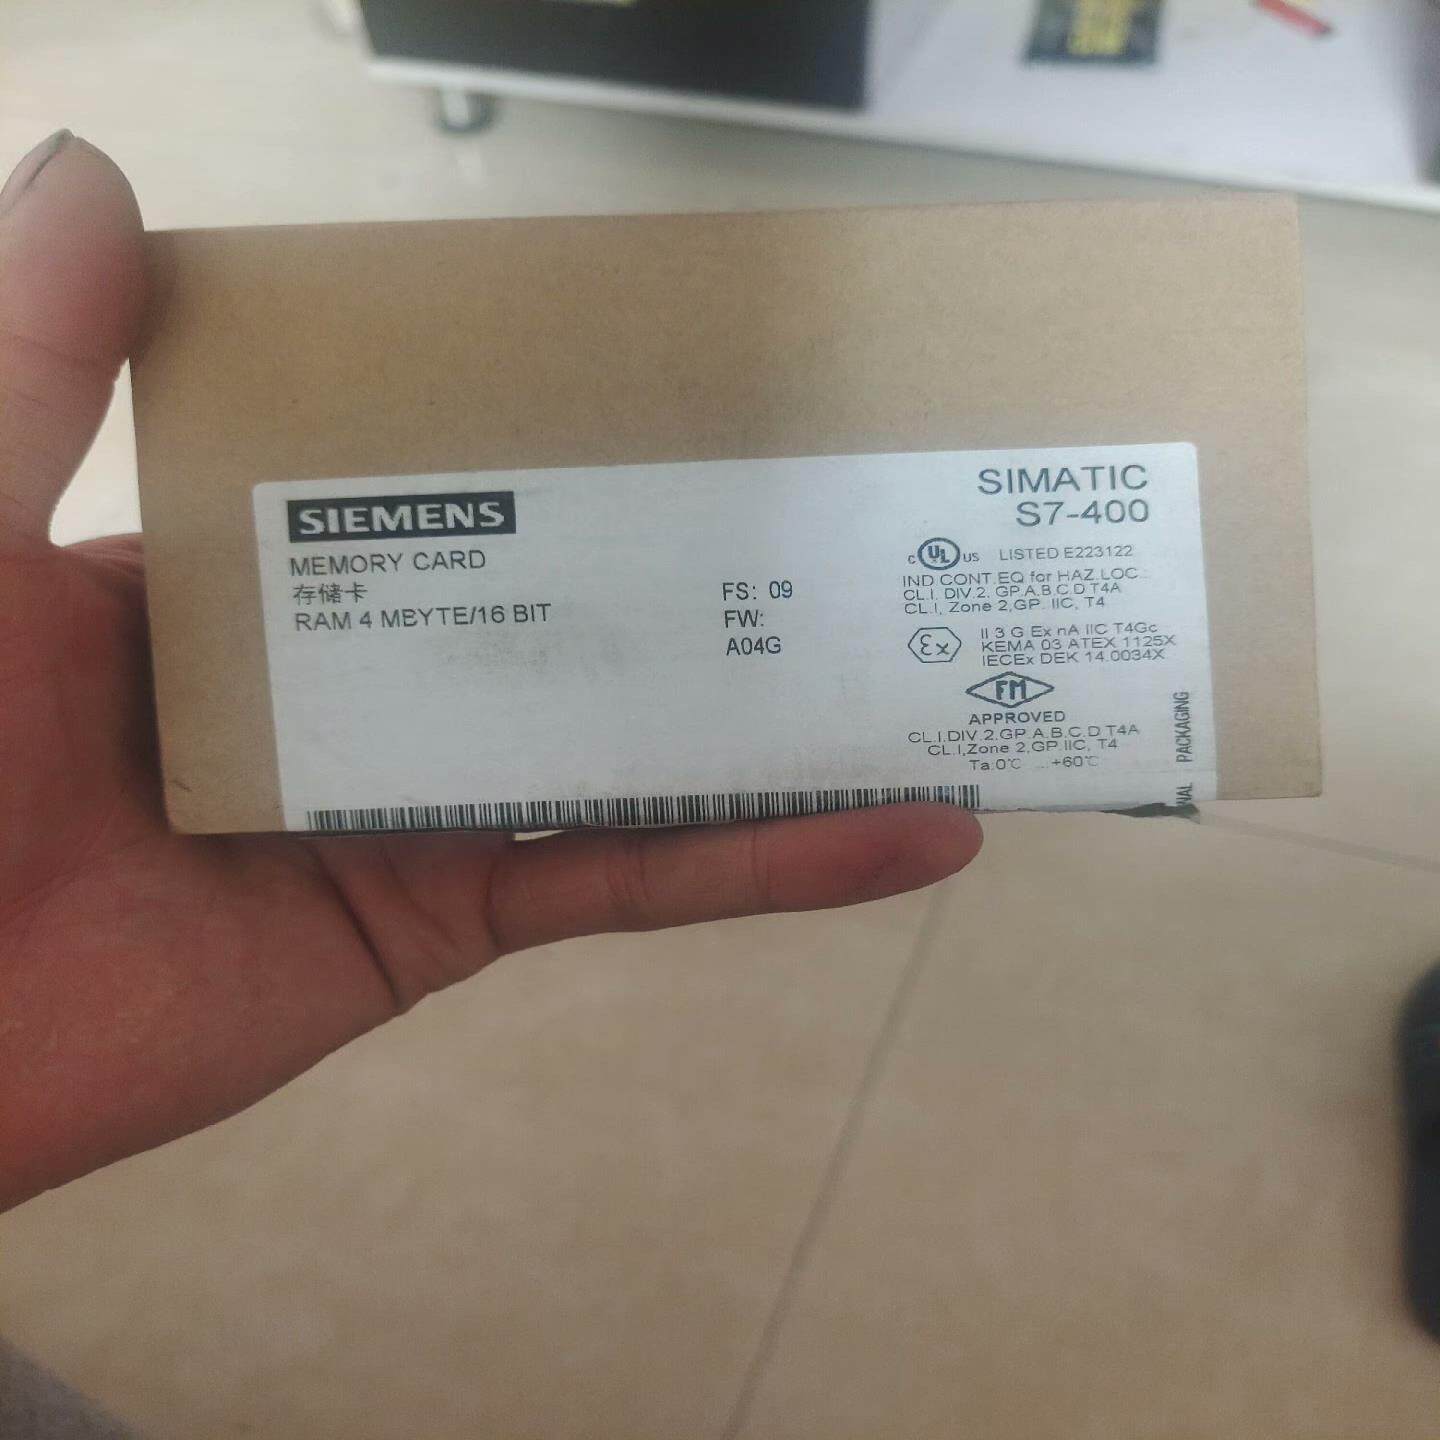 SIEMENS
MEMORY CARD
存储卡
RAM 4 MBYTE/16 BIT
FS: 09
FW:
A04G
SIMATIC
S7-400
c UL US LISTED E223122
IND.CONT.EQ for HAZ.LOC.:
CL.I, DIV.2, GP.A,B,C,D T4A
CL.I, Zone 2,GP. IIC, T4
Ex II 3 G Ex nA IIC T4Gc
KEMA 03 ATEX 1125X
IECEx DEK 14.0034X
FM
APPROVED
CL.I,DIV.2,GP.A,B,C,D T4A
CL.I,Zone 2,GP.IIC, T4
Ta:0℃ ...+60℃
PACKAGING